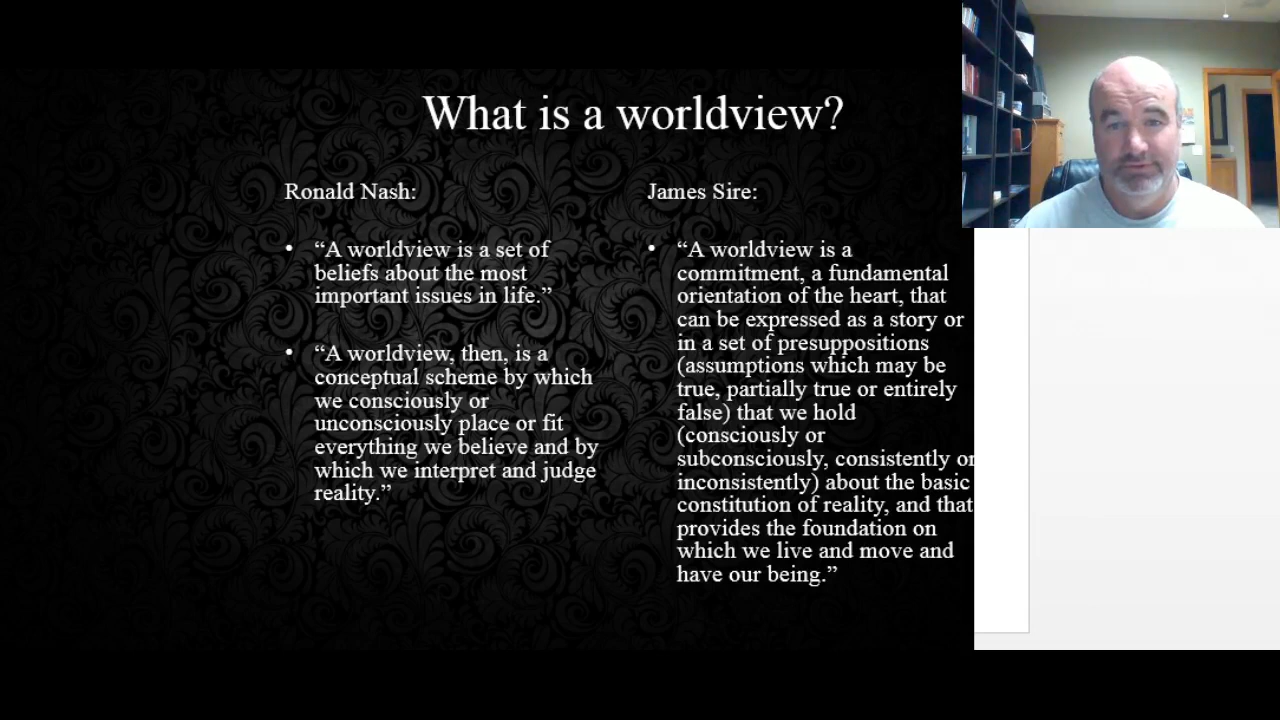 What is a worldview?
Ronald Nash:
• “A worldview is a set of
beliefs about the most
important issues in life.”
• “A worldview, then, is a
conceptual scheme by which
we consciously or
unconsciously place or fit
everything we believe and by
which we interpret and judge
reality.”
James Sire:
• “A worldview is a
commitment, a fundamental
orientation of the heart, that
can be expressed as a story or
in a set of presuppositions
(assumptions which may be
true, partially true or entirely
false) that we hold
(consciously or
subconsciously, consistently or
inconsistently) about the basic
constitution of reality, and that
provides the foundation on
which we live and move and
have our being.”